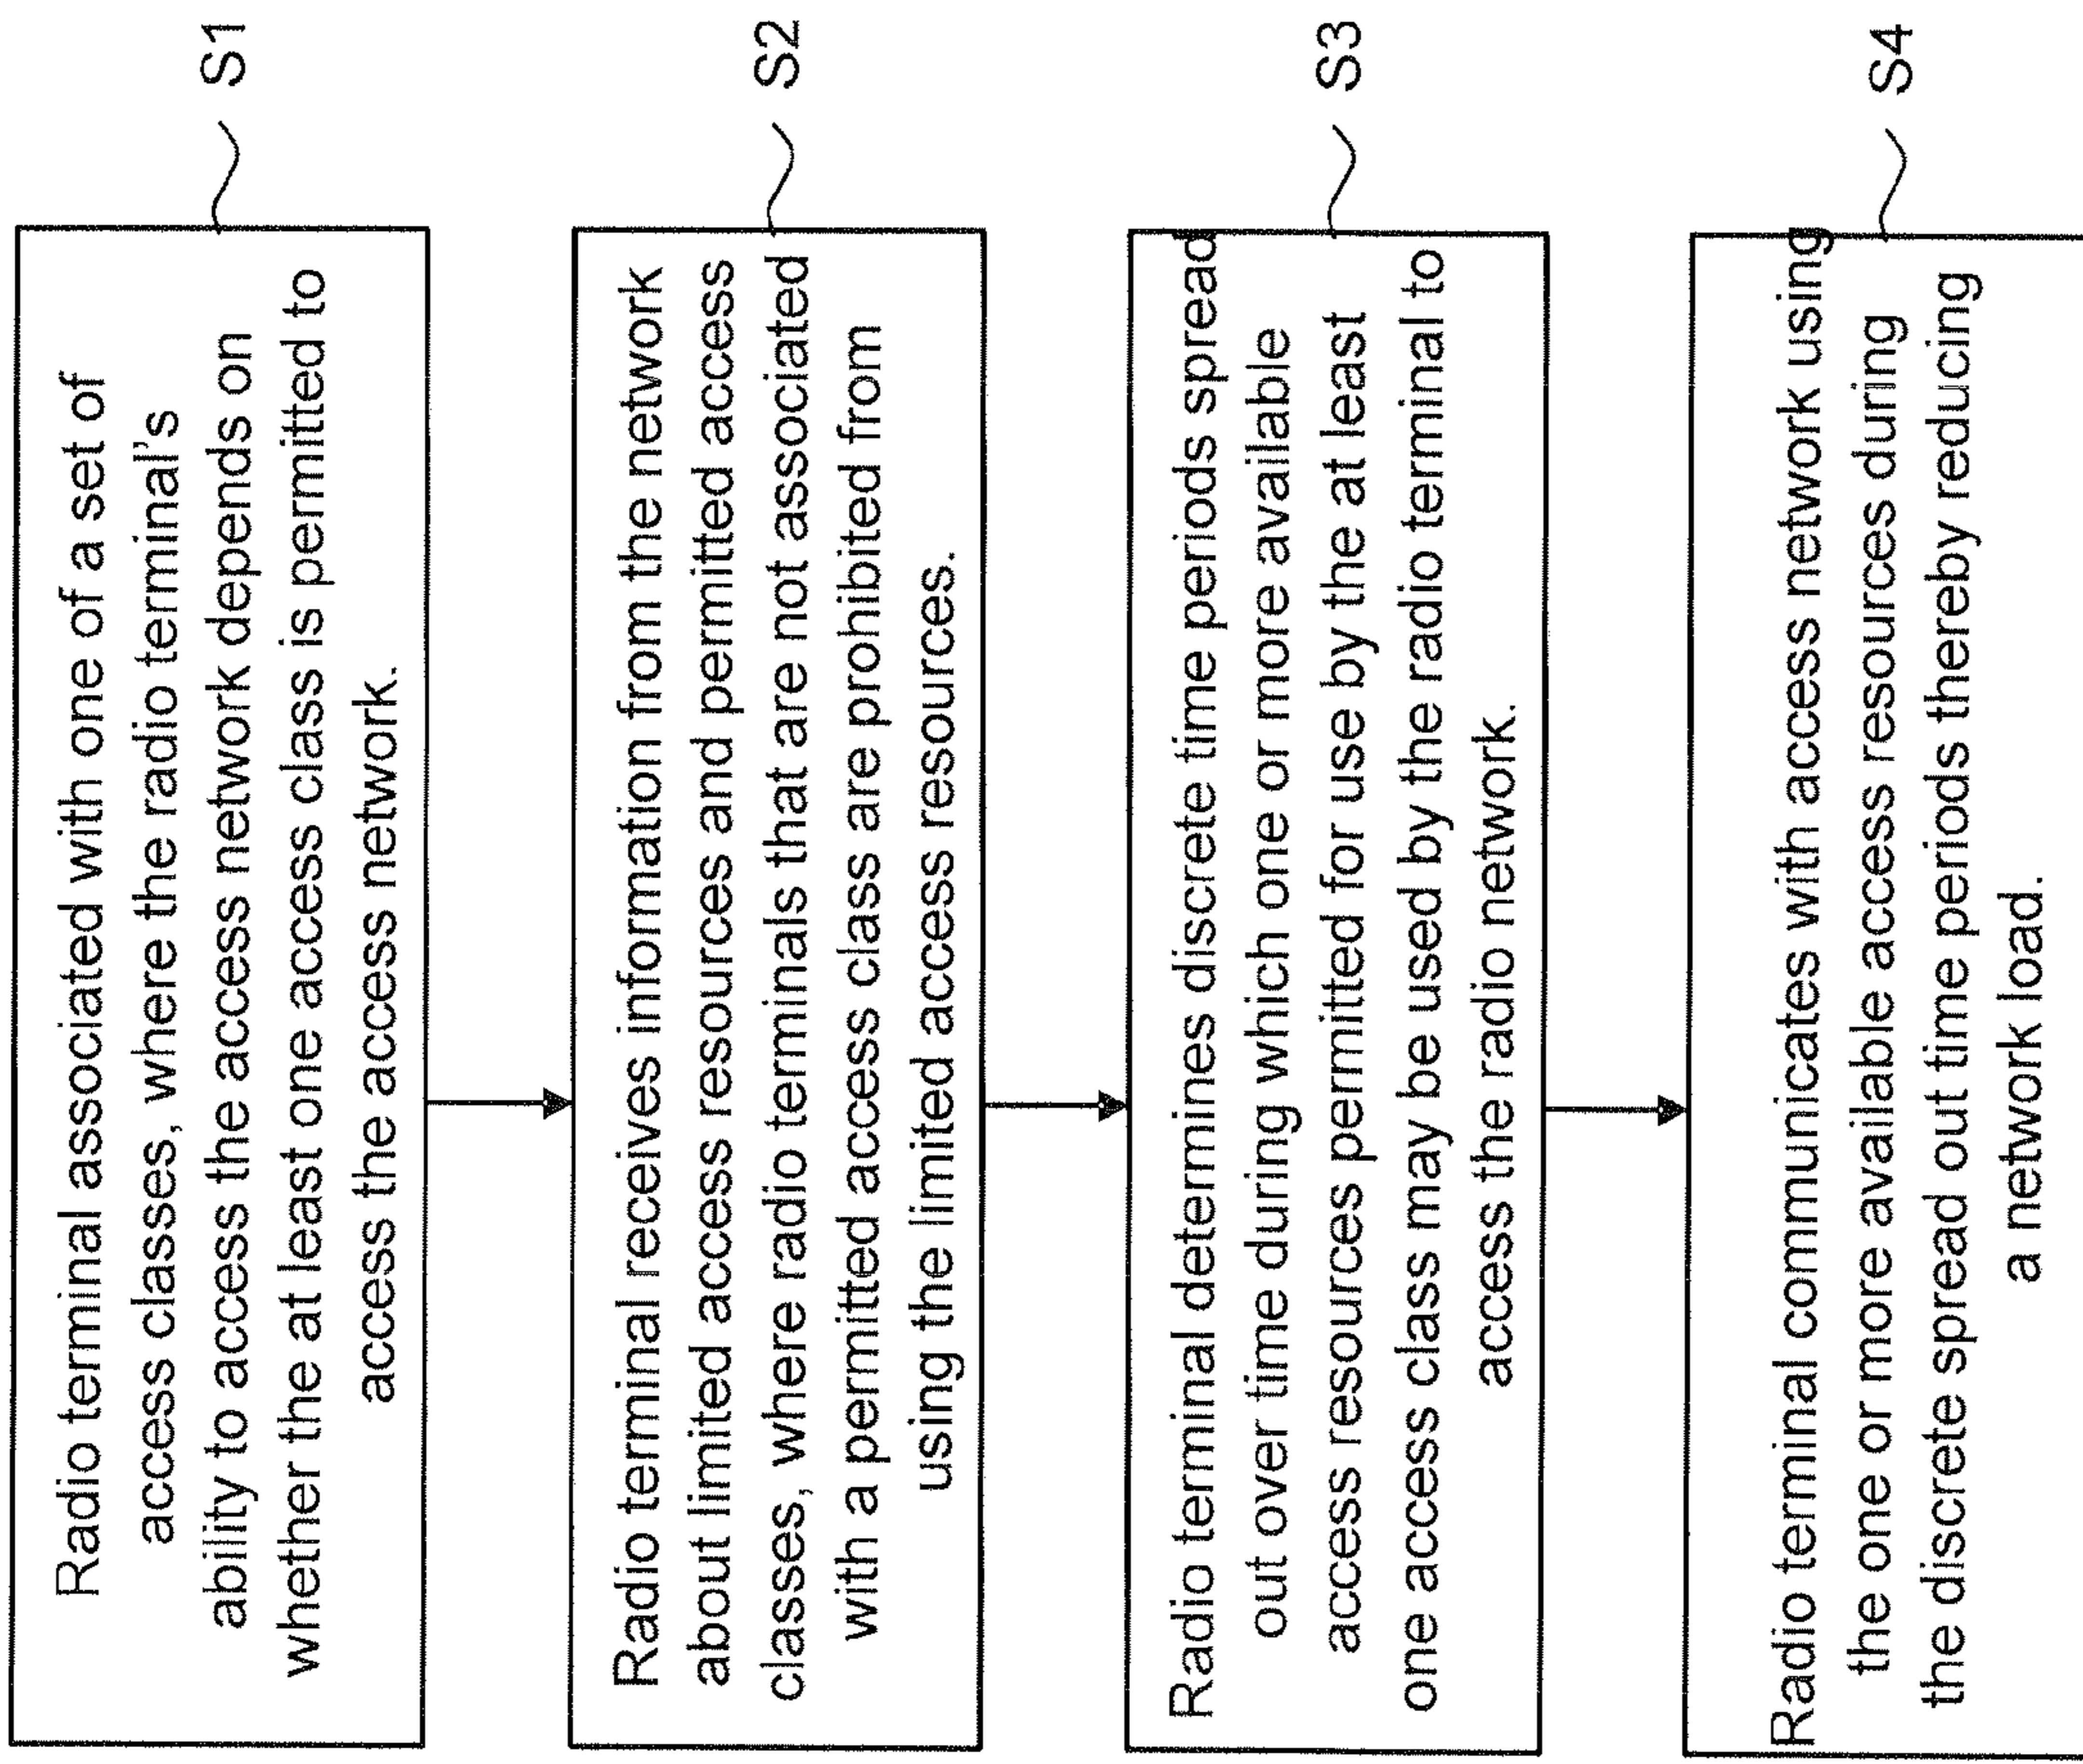 Radio terminal associated with one of a set of
access classes, where the radio terminal's
ability to access the access network depends on
whether the at least one access class is permitted to
access the access network.
S1
Radio terminal receives information from the network
about limited access resources and permitted access
classes, where radio terminals that are not associated
with a permitted access class are prohibited from
using the limited access resources.
S2
Radio terminal determines discrete time periods spread
out over time during which one or more available
access resources permitted for use by the at least
one access class may be used by the radio terminal to
access the radio network.
S3
Radio terminal communicates with access network using
the one or more available access resources during
the discrete spread out time periods thereby reducing
a network load.
S4